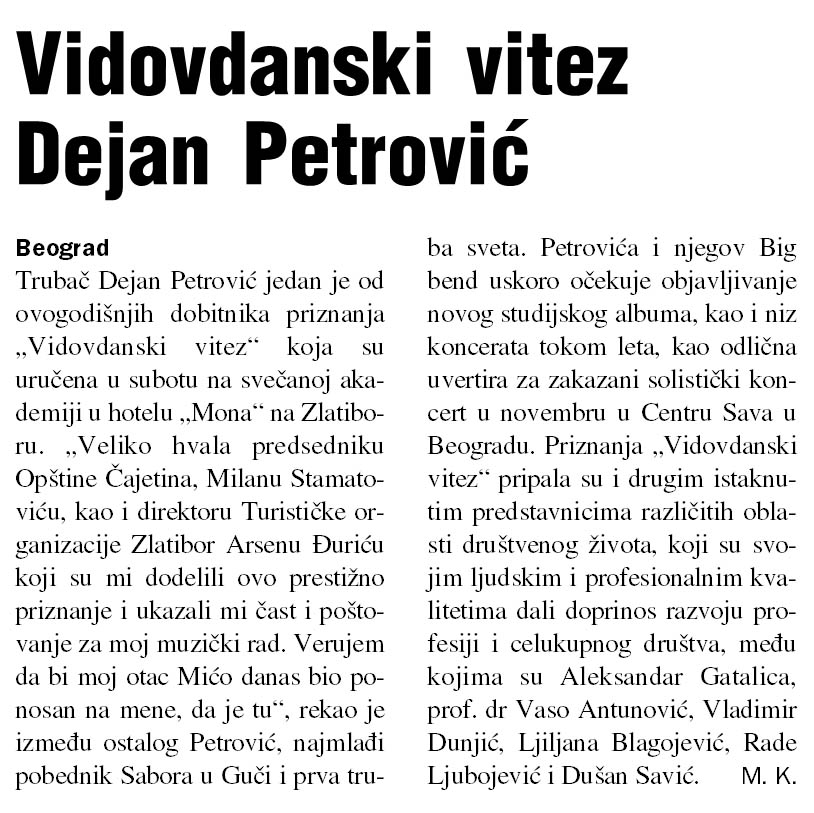 Vidovdanski vitez
Dejan Petrović
Beograd
Trubač Dejan Petrović jedan je od
ovogodišnjih dobitnika priznanja
„Vidovdanski vitez“ koja su
uručena u subotu na svečanoj aka-
demiji u hotelu „Mona“ na Zlatibo-
ru. „Veliko hvala predsedniku
Opštine Čajetina, Milanu Stamato-
viću, kao i direktoru Turističke or-
ganizacije Zlatibor Arsenu Đuriću
koji su mi dodelili ovo prestižno
priznanje i ukazali mi čast i pošto-
vanje za moj muzički rad. Verujem
da bi moj otac Mićo danas bio po-
nosan na mene, da je tu“, rekao je
između ostalog Petrović, najmlađi
pobednik Sabora u Guči i prva tru-
ba sveta. Petrovića i njegov Big
bend uskoro očekuje objavljivanje
novog studijskog albuma, kao i niz
koncerata tokom leta, kao odlična
uvertira za zakazani solistički kon-
cert u novembru u Centru Sava u
Beogradu. Priznanja „Vidovdanski
vitez“ pripala su i drugim istaknu-
tim predstavnicima različitih obla-
sti društvenog života, koji su svo-
jim ljudskim i profesionalnim kva-
litetima dali doprinos razvoju pro-
fesiji i celukupnog društva, među
kojima su Aleksandar Gatalica,
prof. dr Vaso Antunović, Vladimir
Dunjić, Ljiljana Blagojević, Rade
Ljubojević i Dušan Savić. M. K.